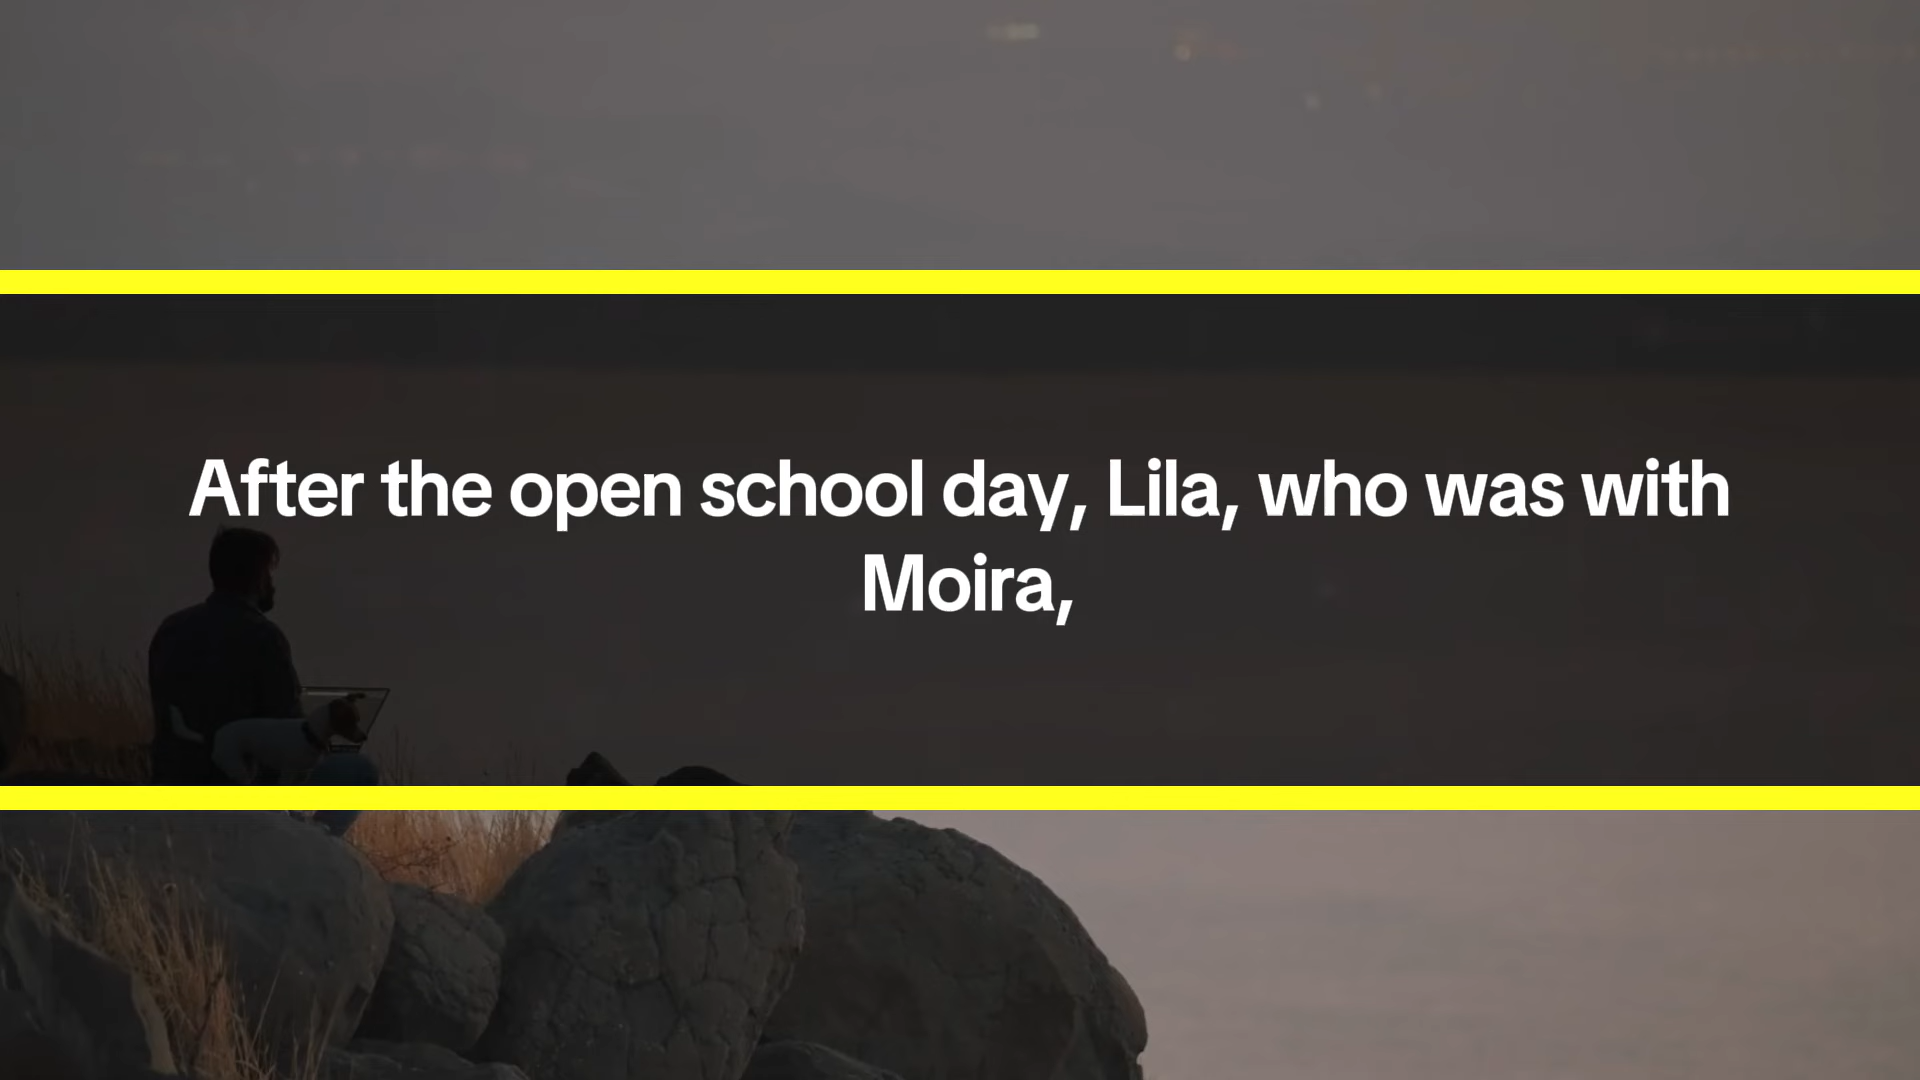 After the open school day, Lila, who was with
Moira,